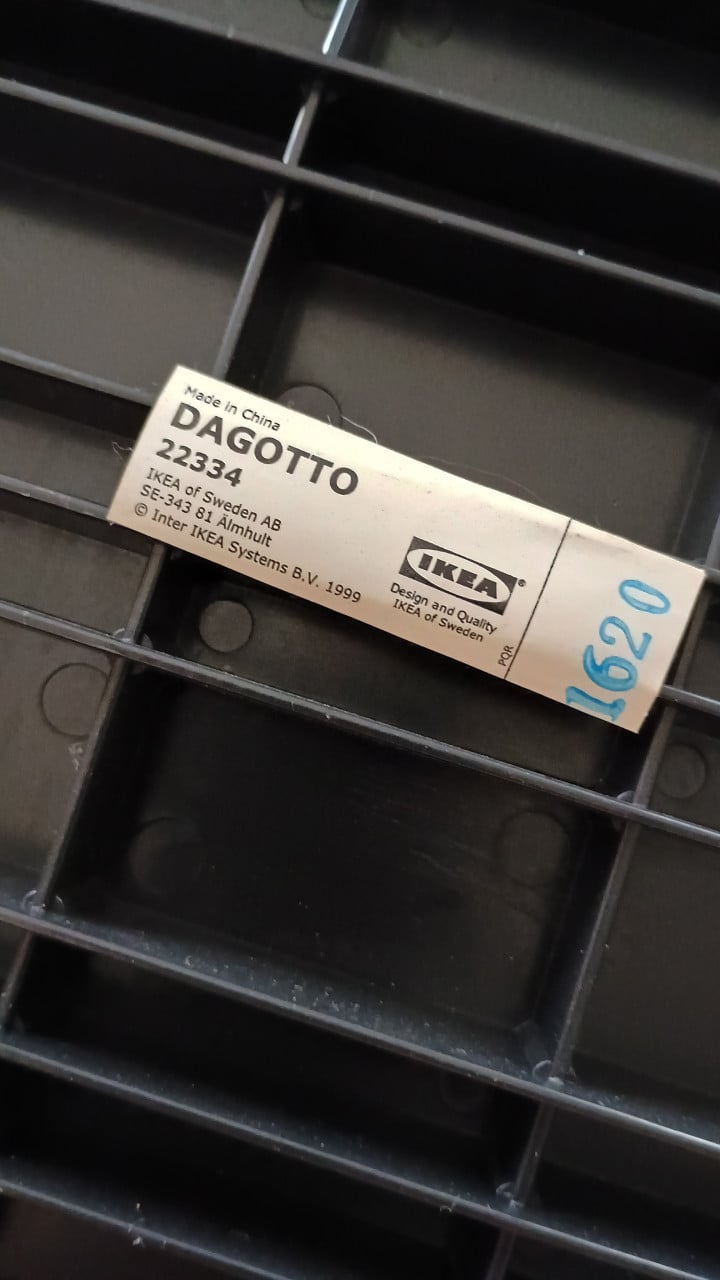 Made in China
DAGOTTO
22334
IKEA of Sweden AB
SE-343 81 Älmhult
© Inter IKEA Systems B.V. 1999
IKEA®
Design and Quality
IKEA of Sweden
PQR
1620